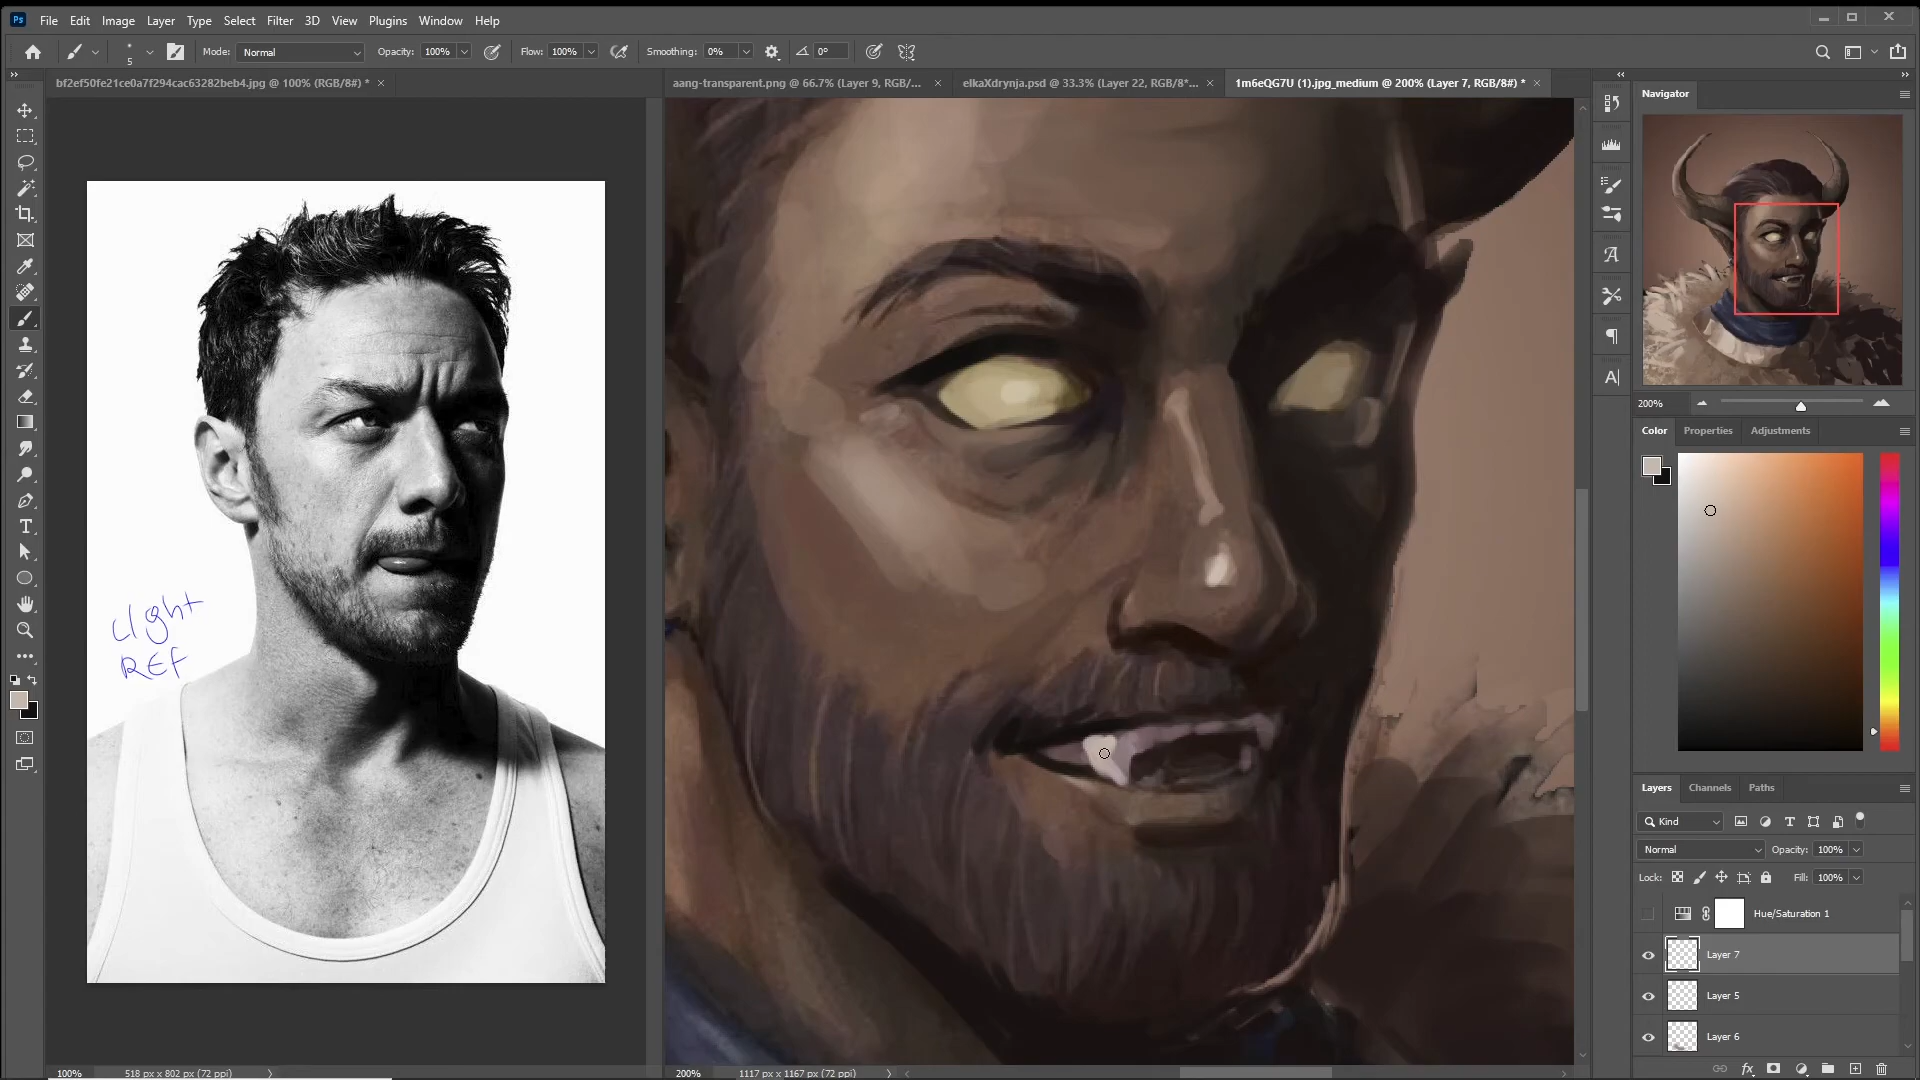 Ps File Edit Image Layer Type Select Filter 3D View Plugins Window Help
5 Mode: Normal Opacity: 100% Flow: 100% Smoothing: 0% 0°
bf2ef50fe21ce0a7f294cac63282beb4.jpg @ 100% (RGB/8#) *
aang-transparent.png @ 66.7% (Layer 9, RGB/...
elkaXdrynja.psd @ 33.3% (Layer 22, RGB/8*...
1m6eQG7U (1).jpg_medium @ 200% (Layer 7, RGB/8#) *
Navigator
200%
Color Properties Adjustments
Light
REF
Layers Channels Paths
Kind
Normal Opacity: 100%
Lock: Fill: 100%
Hue/Saturation 1
Layer 7
Layer 5
Layer 6
fx
100% 518 px x 802 px (72 ppi)
200% 1117 px x 1167 px (72 ppi)